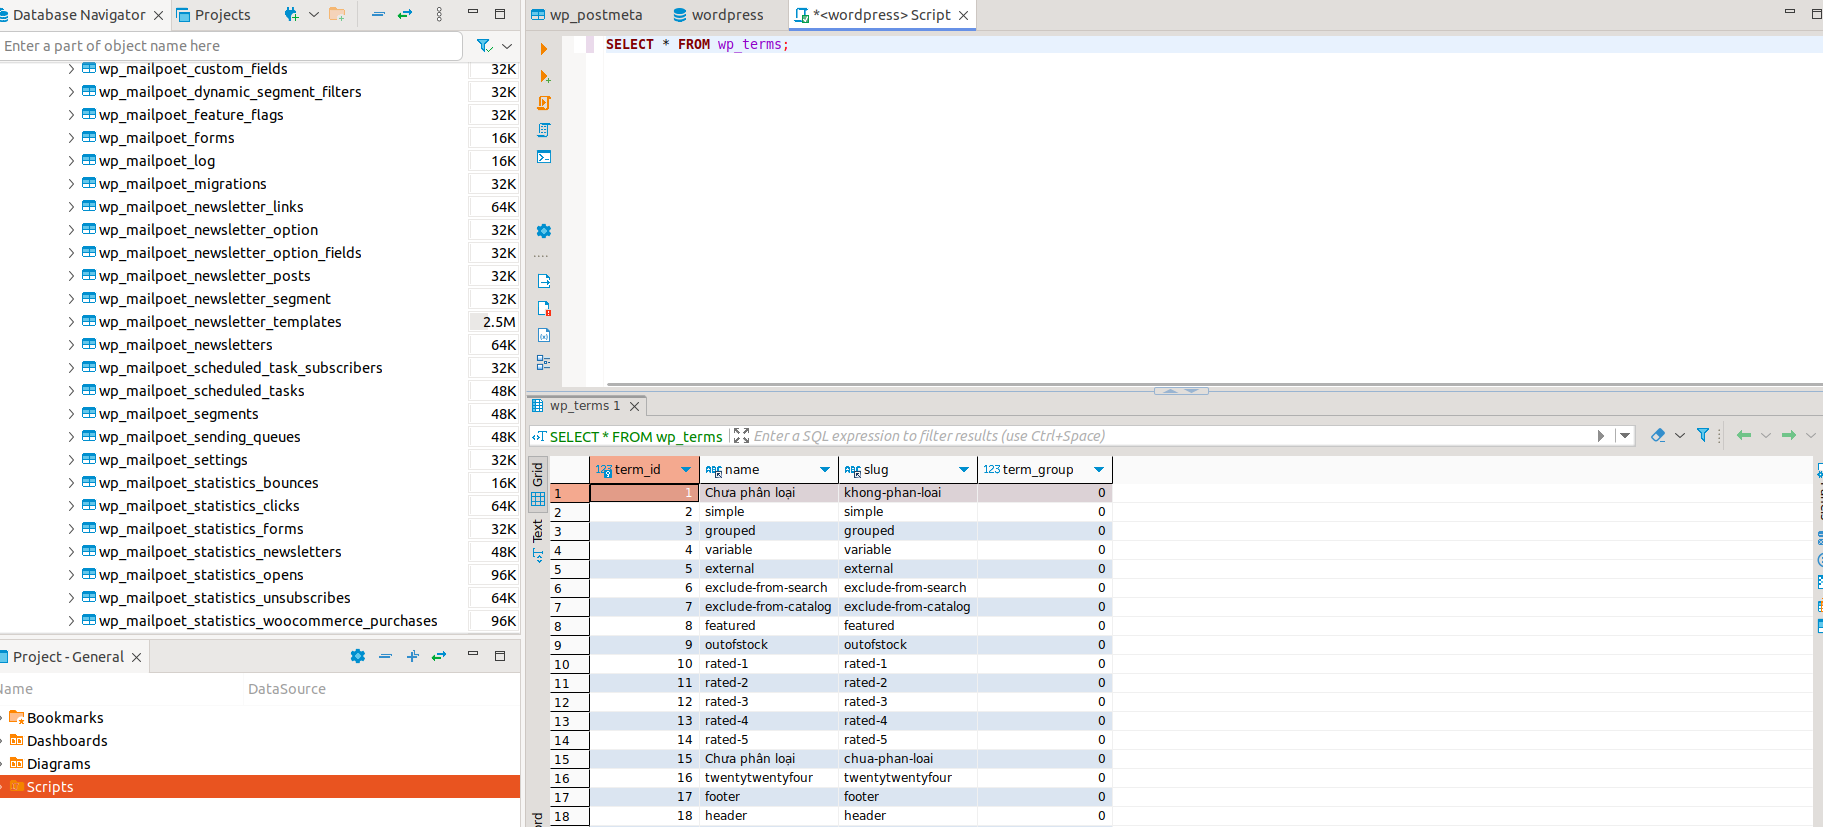 Database Navigator
Projects
Enter a part of object name here
wp_mailpoet_custom_fields 32K
wp_mailpoet_dynamic_segment_filters 32K
wp_mailpoet_feature_flags 32K
wp_mailpoet_forms 16K
wp_mailpoet_log 16K
wp_mailpoet_migrations 32K
wp_mailpoet_newsletter_links 64K
wp_mailpoet_newsletter_option 32K
wp_mailpoet_newsletter_option_fields 32K
wp_mailpoet_newsletter_posts 32K
wp_mailpoet_newsletter_segment 32K
wp_mailpoet_newsletter_templates 2.5M
wp_mailpoet_newsletters 64K
wp_mailpoet_scheduled_task_subscribers 32K
wp_mailpoet_scheduled_tasks 48K
wp_mailpoet_segments 48K
wp_mailpoet_sending_queues 48K
wp_mailpoet_settings 32K
wp_mailpoet_statistics_bounces 16K
wp_mailpoet_statistics_clicks 64K
wp_mailpoet_statistics_forms 32K
wp_mailpoet_statistics_newsletters 48K
wp_mailpoet_statistics_opens 96K
wp_mailpoet_statistics_unsubscribes 64K
wp_mailpoet_statistics_woocommerce_purchases 96K
Project - General
DataSource
Bookmarks
Dashboards
Diagrams
Scripts
wp_postmeta
wordpress
*<wordpress> Script
SELECT * FROM wp_terms;
wp_terms 1
SELECT * FROM wp_terms
Enter a SQL expression to filter results (use Ctrl+Space)
Grid
Text
123 term_id ABC name ABC slug 123 term_group
1 1 Chưa phân loại khong-phan-loai 0
2 2 simple simple 0
3 3 grouped grouped 0
4 4 variable variable 0
5 5 external external 0
6 6 exclude-from-search exclude-from-search 0
7 7 exclude-from-catalog exclude-from-catalog 0
8 8 featured featured 0
9 9 outofstock outofstock 0
10 10 rated-1 rated-1 0
11 11 rated-2 rated-2 0
12 12 rated-3 rated-3 0
13 13 rated-4 rated-4 0
14 14 rated-5 rated-5 0
15 15 Chưa phân loại chua-phan-loai 0
16 16 twentytwentyfour twentytwentyfour 0
17 17 footer footer 0
18 18 header header 0